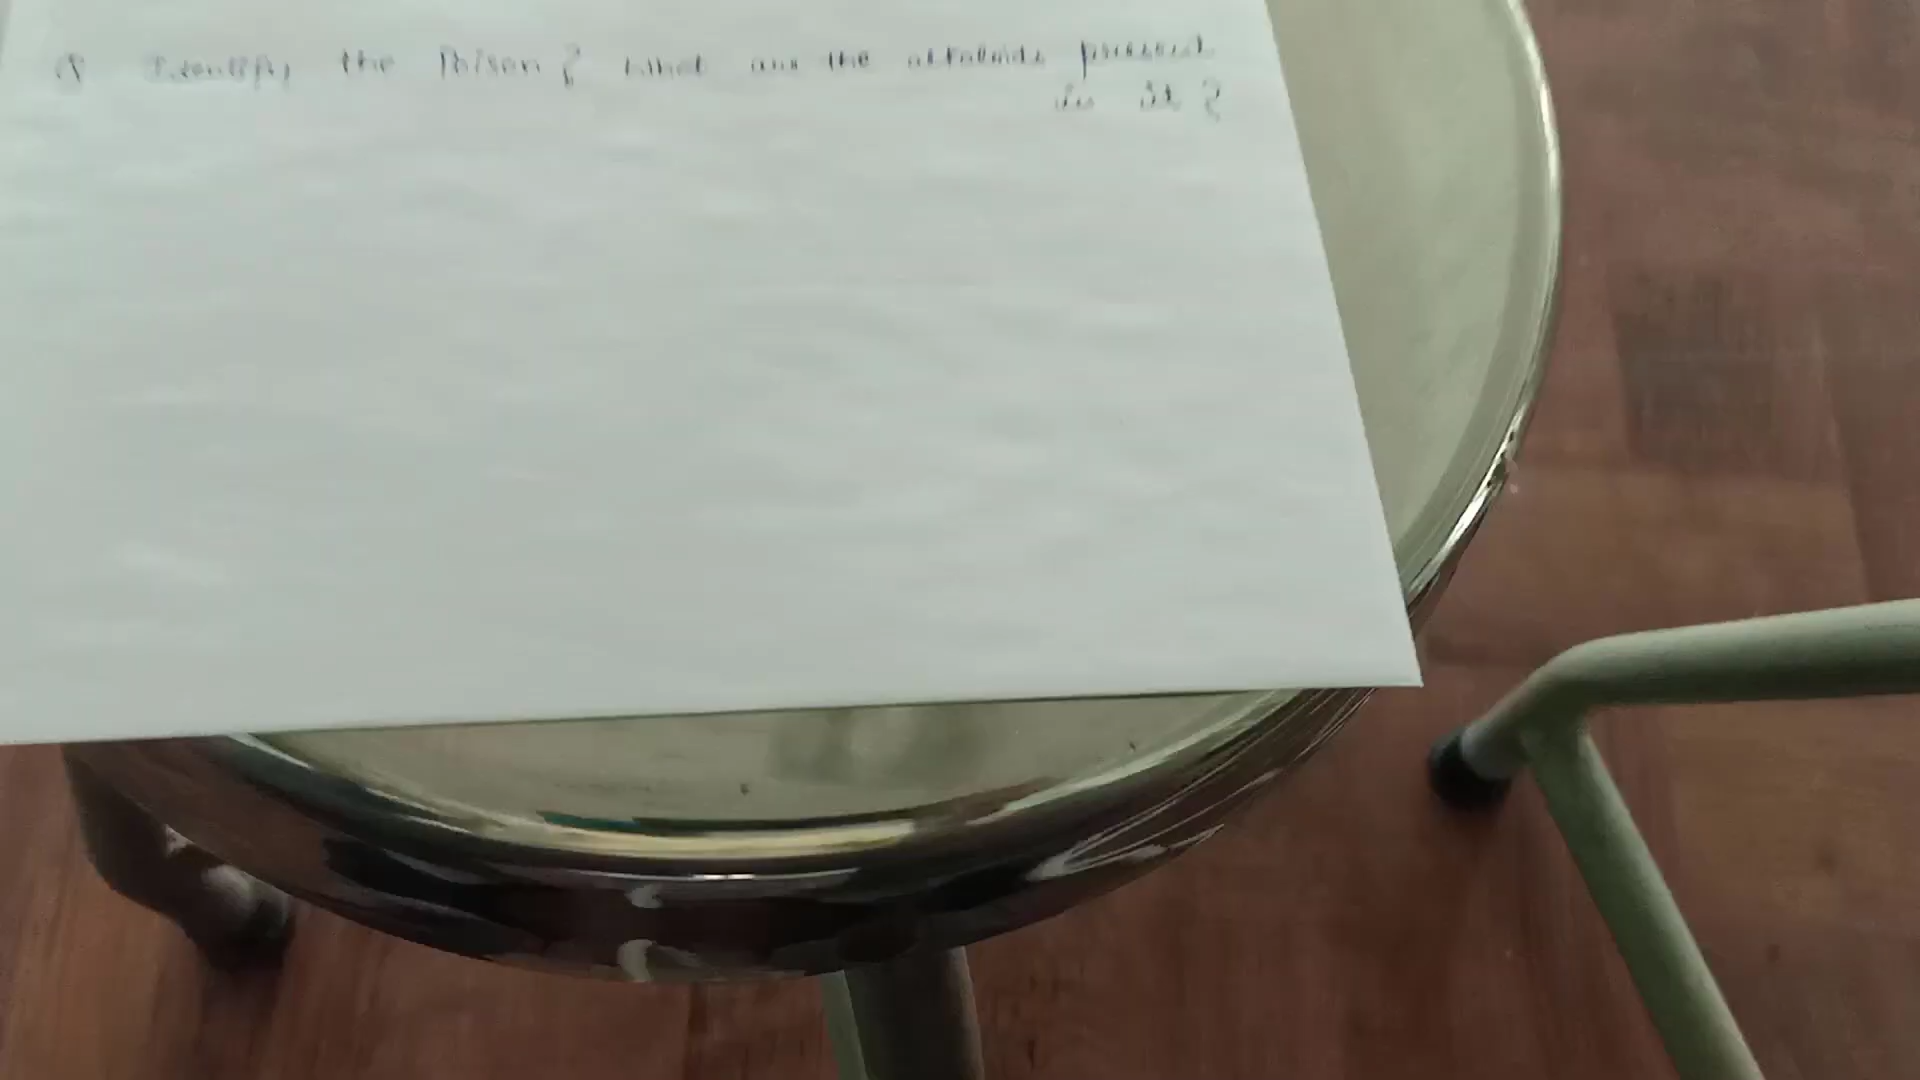 Q Identify the Poison? What are the alkaloids present
in it?